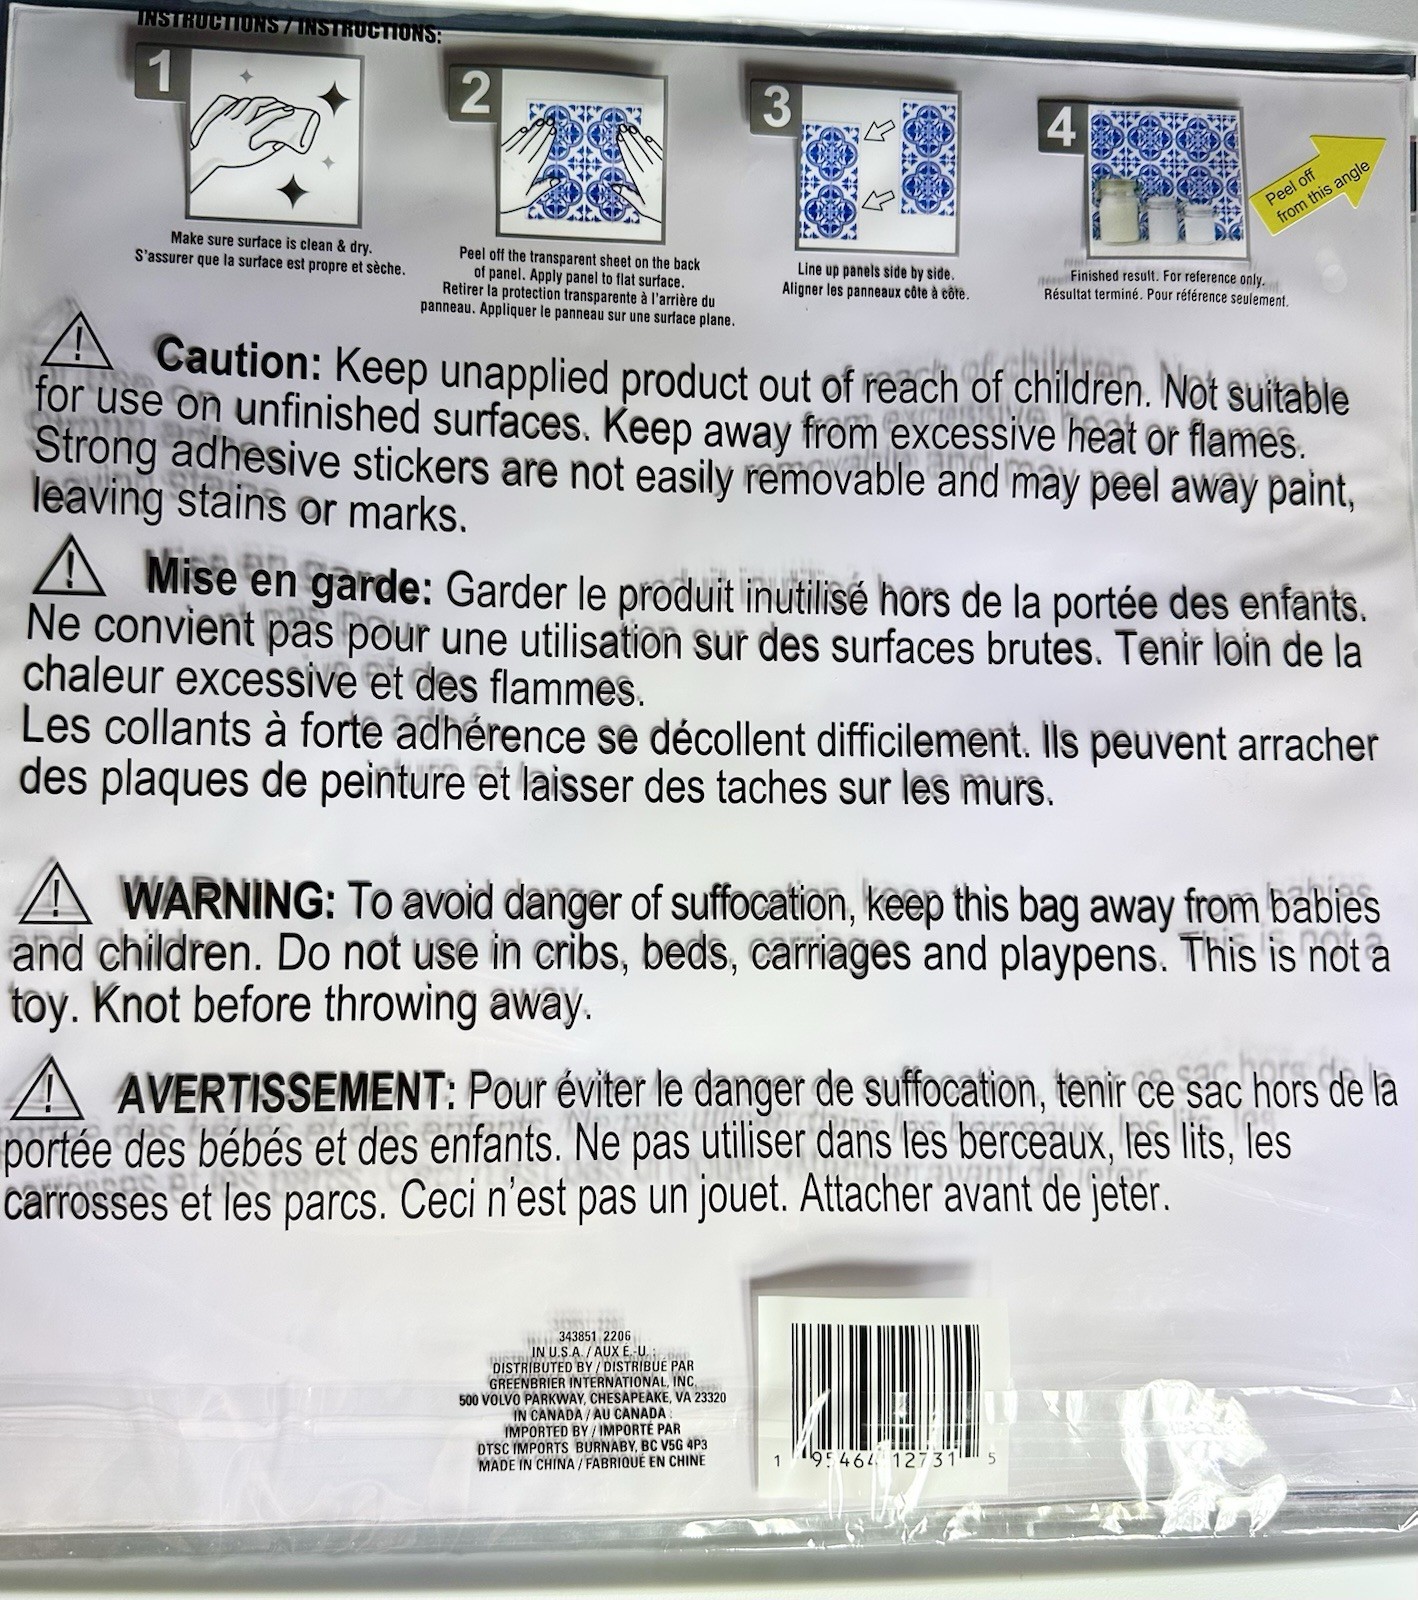 INSTRUCTIONS / INSTRUCTIONS:
1
Make sure surface is clean & dry.
S'assurer que la surface est propre et sèche.
2
Peel off the transparent sheet on the back
of panel. Apply panel to flat surface.
Retirer la protection transparente à l'arrière du
panneau. Appliquer le panneau sur une surface plane.
3
Line up panels side by side.
Aligner les panneaux côte à côte.
4
Finished result. For reference only.
Résultat terminé. Pour référence seulement.
Peel off
from this angle
Caution: Keep unapplied product out of reach of children. Not suitable
for use on unfinished surfaces. Keep away from excessive heat or flames.
Strong adhesive stickers are not easily removable and may peel away paint,
leaving stains or marks.
Mise en garde: Garder le produit inutilisé hors de la portée des enfants.
Ne convient pas pour une utilisation sur des surfaces brutes. Tenir loin de la
chaleur excessive et des flammes.
Les collants à forte adhérence se décollent difficilement. Ils peuvent arracher
des plaques de peinture et laisser des taches sur les murs.
WARNING: To avoid danger of suffocation, keep this bag away from babies
and children. Do not use in cribs, beds, carriages and playpens. This is not a
toy. Knot before throwing away.
AVERTISSEMENT: Pour éviter le danger de suffocation, tenir ce sac hors de la
portée des bébés et des enfants. Ne pas utiliser dans les berceaux, les lits, les
carrosses et les parcs. Ceci n'est pas un jouet. Attacher avant de jeter.
343851 2206
IN U.S.A. / AUX É.-U. :
DISTRIBUTED BY / DISTRIBUÉ PAR
GREENBRIER INTERNATIONAL, INC.
500 VOLVO PARKWAY, CHESAPEAKE, VA 23320
IN CANADA / AU CANADA :
IMPORTED BY / IMPORTÉ PAR
DTSC IMPORTS BURNABY, BC V5G 4P3
MADE IN CHINA / FABRIQUÉ EN CHINE
1 95464 12731 5